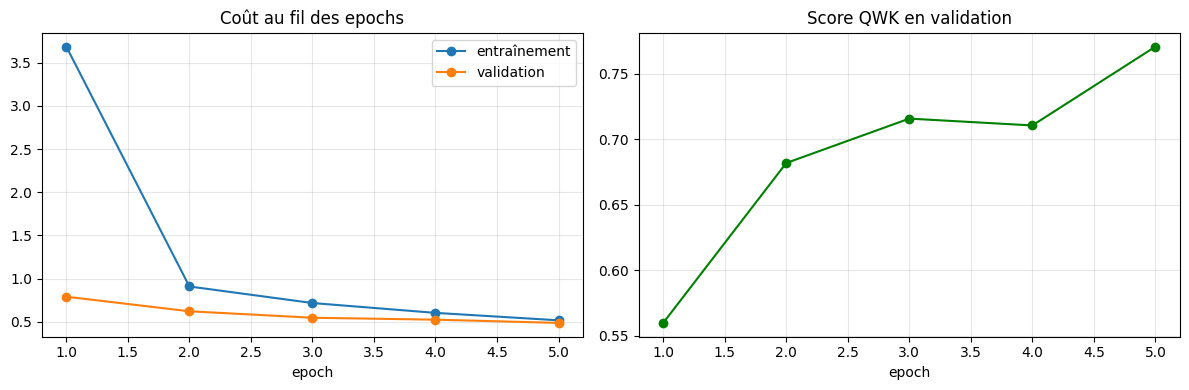 Coût au fil des epochs
3.5
3.0
2.5
2.0
1.5
1.0
0.5
entraînement
validation
1.0 1.5 2.0 2.5 3.0 3.5 4.0 4.5 5.0
epoch
Score QWK en validation
0.75
0.70
0.65
0.60
0.55
1.0 1.5 2.0 2.5 3.0 3.5 4.0 4.5 5.0
epoch